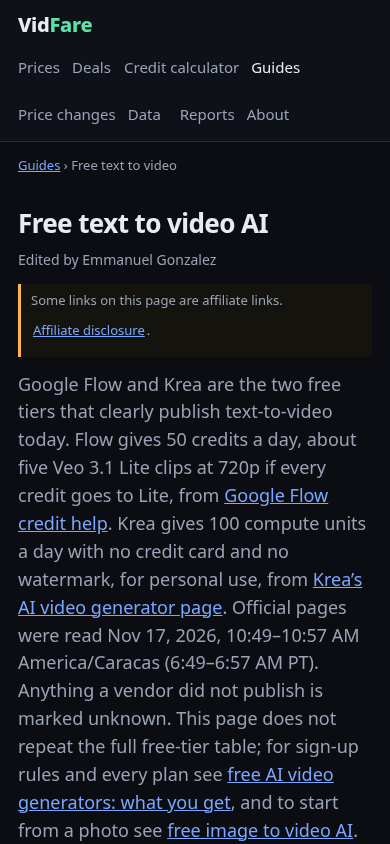 VidFare
Prices Deals Credit calculator Guides
Price changes Data Reports About
Guides › Free text to video
Free text to video AI
Edited by Emmanuel Gonzalez
Some links on this page are affiliate links.
Affiliate disclosure.
Google Flow and Krea are the two free
tiers that clearly publish text-to-video
today. Flow gives 50 credits a day, about
five Veo 3.1 Lite clips at 720p if every
credit goes to Lite, from Google Flow
credit help. Krea gives 100 compute units
a day with no credit card and no
watermark, for personal use, from Krea’s
AI video generator page. Official pages
were read Nov 17, 2026, 10:49–10:57 AM
America/Caracas (6:49–6:57 AM PT).
Anything a vendor did not publish is
marked unknown. This page does not
repeat the full free-tier table; for sign-up
rules and every plan see free AI video
generators: what you get, and to start
from a photo see free image to video AI.